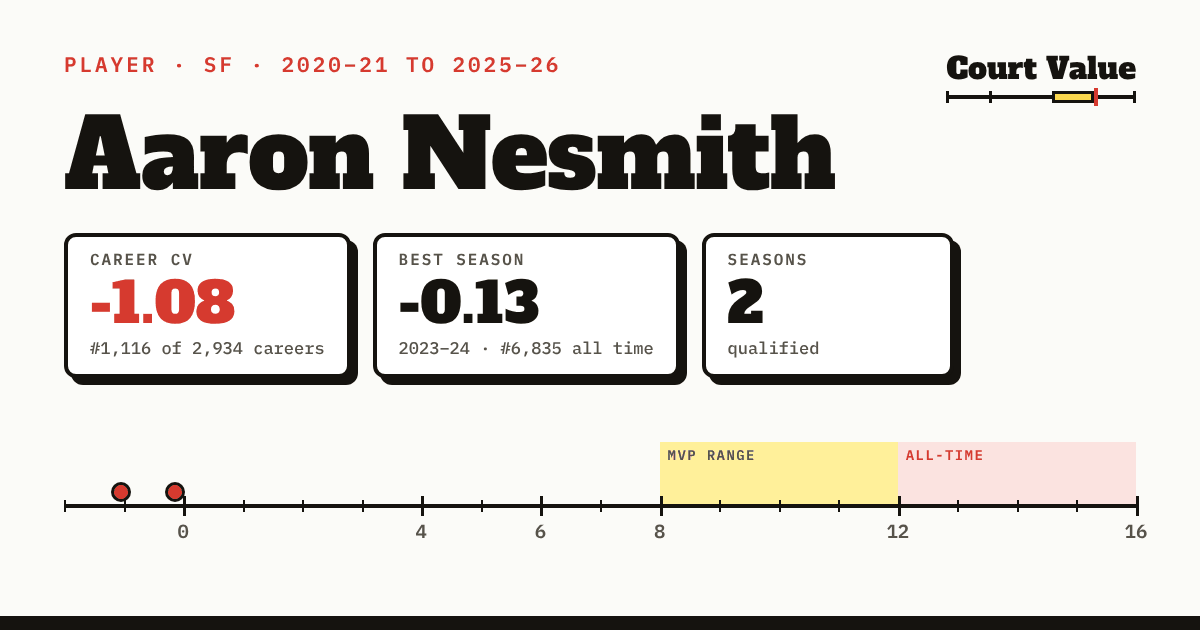 PLAYER · SF · 2020–21 TO 2025–26
Court Value
Aaron Nesmith
CAREER CV
-1.08
#1,116 of 2,934 careers
BEST SEASON
-0.13
2023–24 · #6,835 all time
SEASONS
2
qualified
MVP RANGE
ALL-TIME
0 4 6 8 12 16